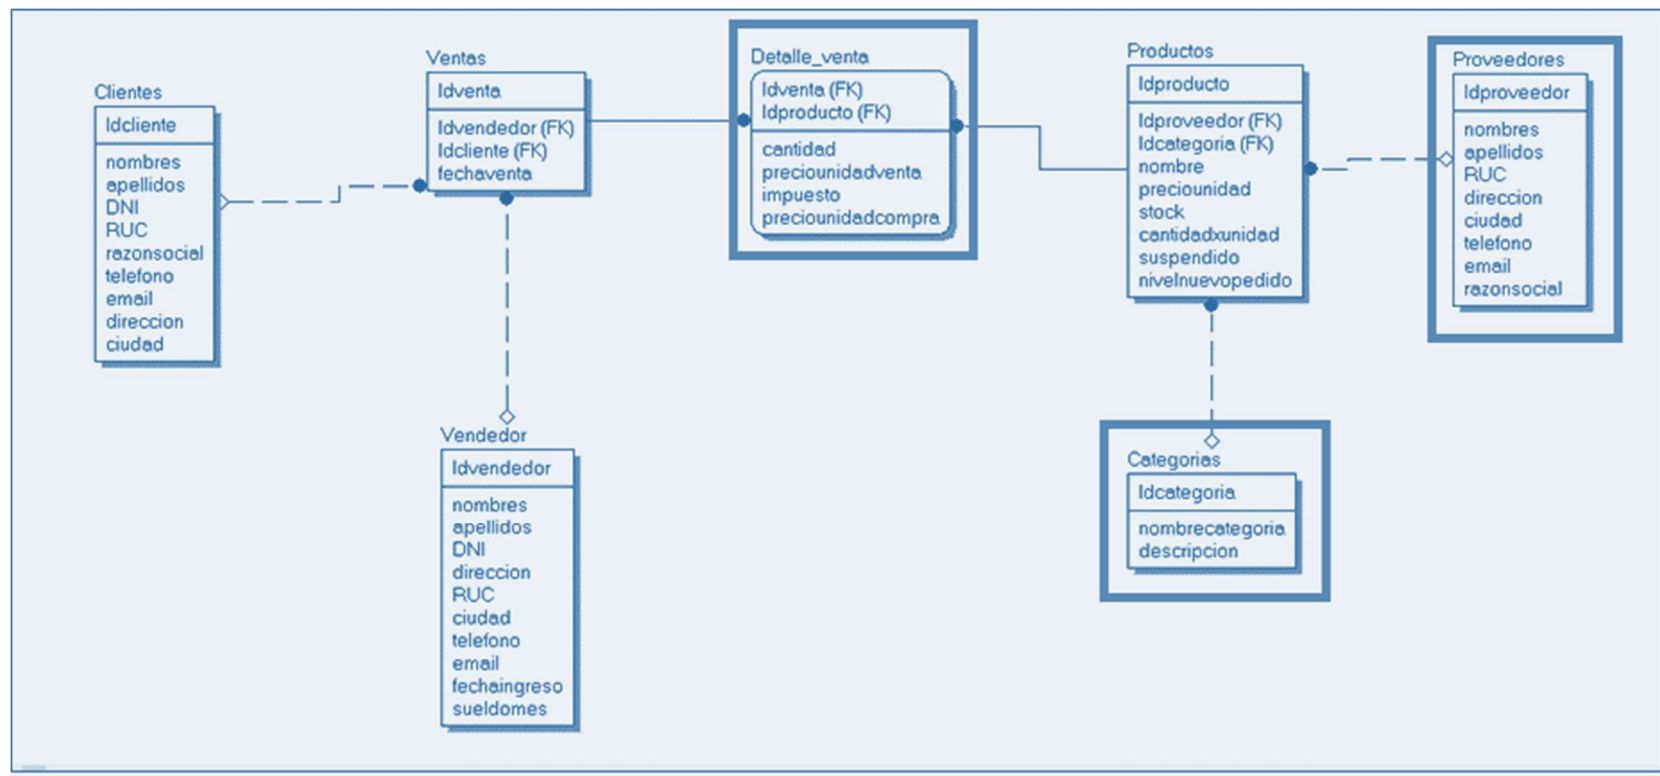 Clientes
Idcliente
nombres
apellidos
DNI
RUC
razonsocial
telefono
email
direccion
ciudad
Ventas
Idventa
Idvendedor (FK)
Idcliente (FK)
fechaventa
Vendedor
Idvendedor
nombres
apellidos
DNI
direccion
RUC
ciudad
telefono
email
fechaingreso
sueldomes
Detalle_venta
Idventa (FK)
Idproducto (FK)
cantidad
preciounidadventa
impuesto
preciounidadcompra
Productos
Idproducto
Idproveedor (FK)
Idcategoria (FK)
nombre
preciounidad
stock
cantidadxunidad
suspendido
nivelnuevopedido
Categorias
Idcategoria
nombrecategoria
descripcion
Proveedores
Idproveedor
nombres
apellidos
RUC
direccion
ciudad
telefono
email
razonsocial